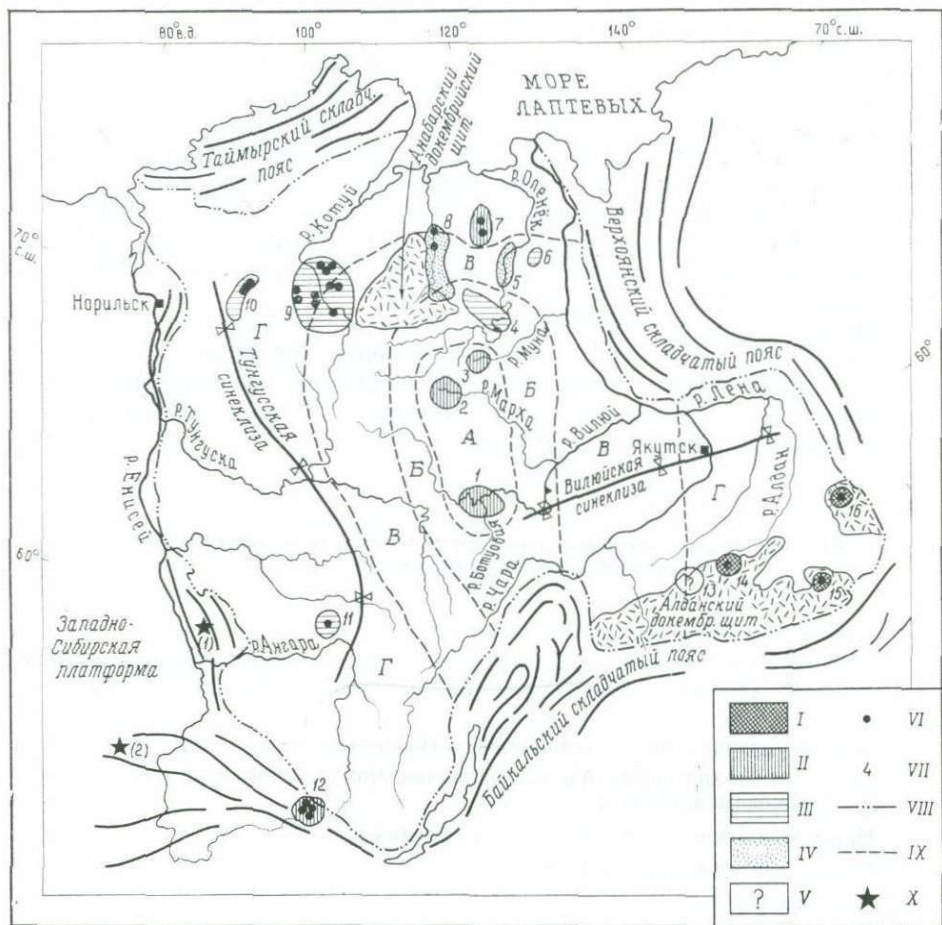 80° в.д.
100°
120°
140°
70° с.ш.
МОРЕ
ЛАПТЕВЫХ
Таймырский складч.
пояс
Анабарский
докембрийский
щит
р. Котуй
р. Оленёк
Верхоянский складчатый пояс
70°
с.ш.
Норильск
8
7
В
6
5
4
10
9
Г
Тунгусская
синеклиза
3
р. Муна
2
р. Марха
Б
60°
р. Лена
А
р. Вилюй
В
Якутск
р. Тунгуска
Б
1
Вилюйская
синеклиза
р. Алдан
Г
16
р. Енисей
60°
В
р. Ботуобия
р. Чара
?
13
14
15
Алданский
докембр. щит
Западно-
Сибирская
платформа
(1)
11
р. Ангара
Г
Байкальский складчатый пояс
(2)
12
I
VI
II
4
VII
III
VIII
IV
IX
?
V
X